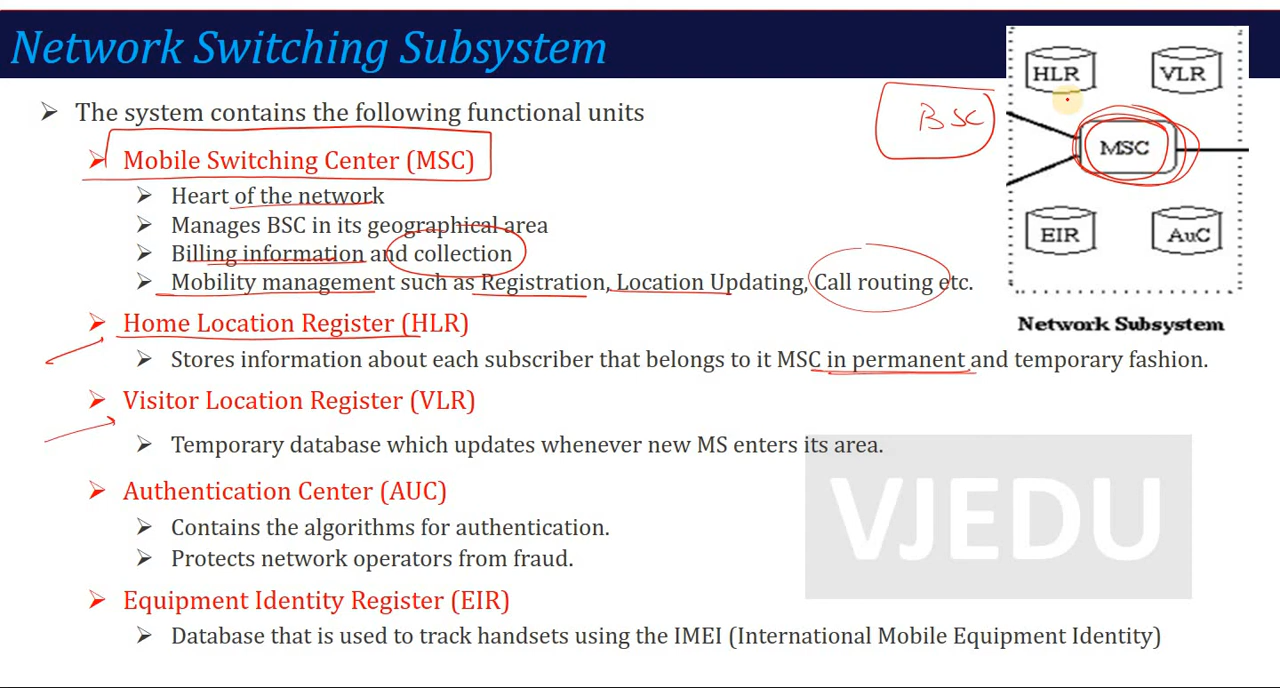 Network Switching Subsystem
The system contains the following functional units
BSC
Mobile Switching Center (MSC)
Heart of the network
Manages BSC in its geographical area
Billing information and collection
Mobility management such as Registration, Location Updating, Call routing etc.
Home Location Register (HLR)
Stores information about each subscriber that belongs to it MSC in permanent and temporary fashion.
Visitor Location Register (VLR)
Temporary database which updates whenever new MS enters its area.
Authentication Center (AUC)
Contains the algorithms for authentication.
Protects network operators from fraud.
Equipment Identity Register (EIR)
Database that is used to track handsets using the IMEI (International Mobile Equipment Identity)
HLR VLR
MSC
EIR AuC
Network Subsystem
VJEDU